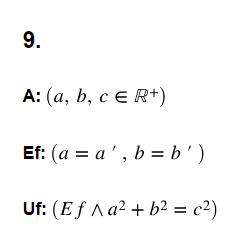 9.
A: (a, b, c ∈ ℝ+)
Ef: (a = a ′ , b = b ′ )
Uf: (E f ∧ a² + b² = c²)